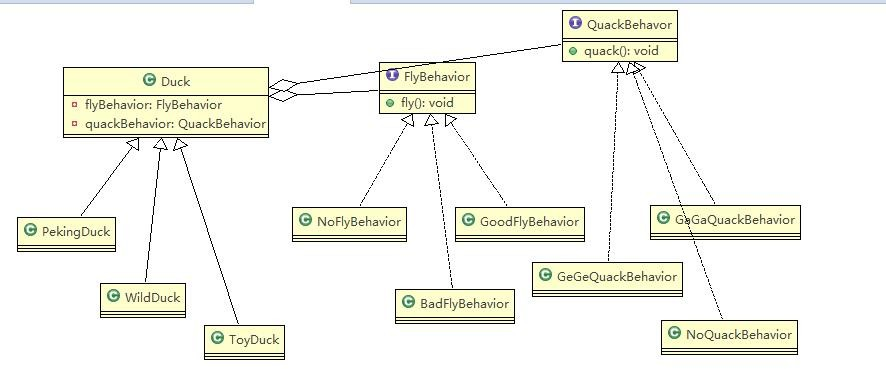 QuackBehavor
quack(): void
Duck
flyBehavior: FlyBehavior
quackBehavior: QuackBehavior
FlyBehavior
fly(): void
PekingDuck
WildDuck
ToyDuck
NoFlyBehavior
GoodFlyBehavior
BadFlyBehavior
GaGaQuackBehavior
GeGeQuackBehavior
NoQuackBehavior